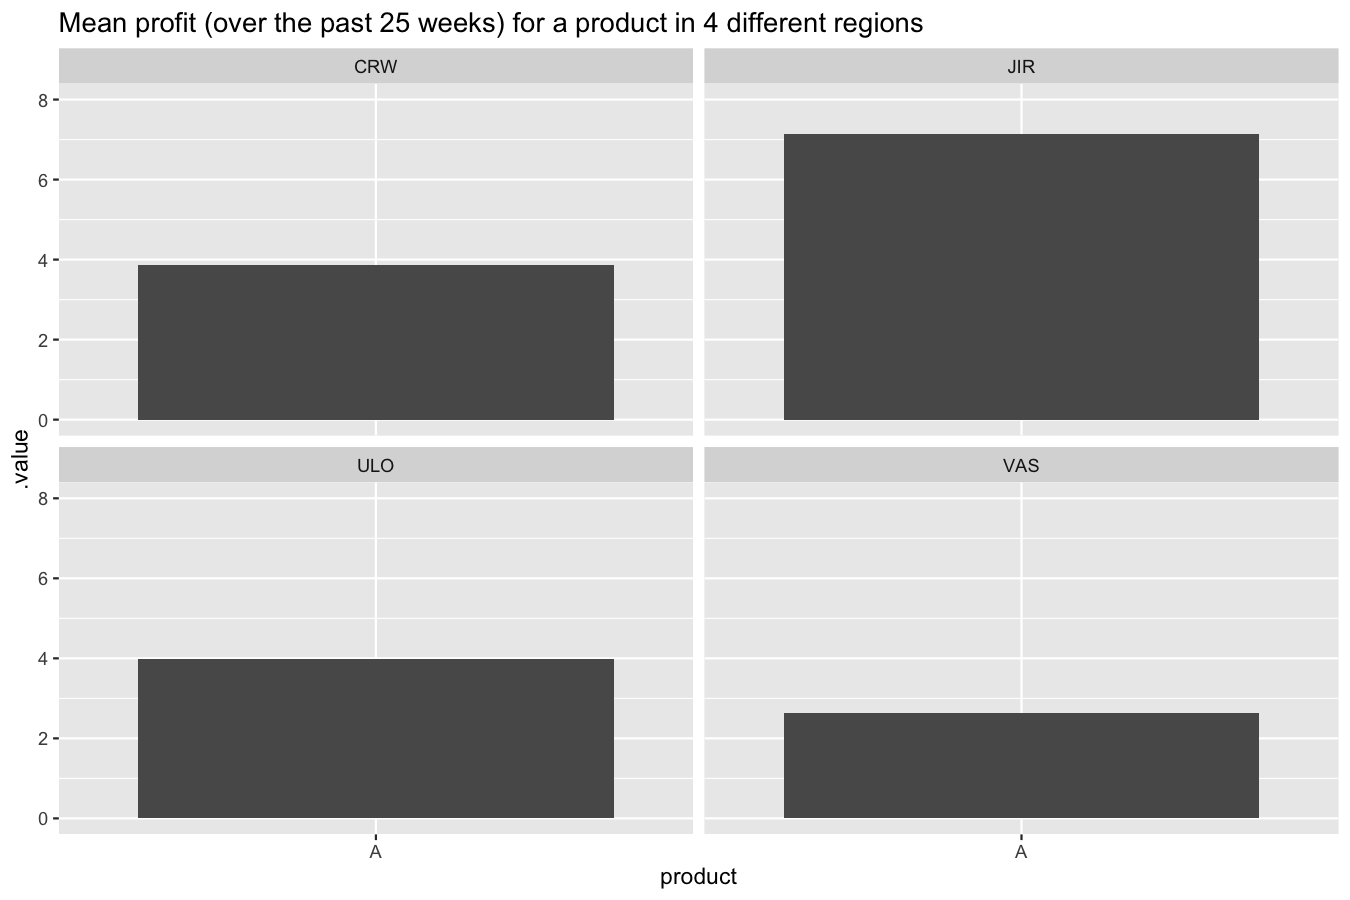 Mean profit (over the past 25 weeks) for a product in 4 different regions
CRW
JIR
8
6
4
2
0
ULO
VAS
8
6
4
2
0
.value
A
A
product